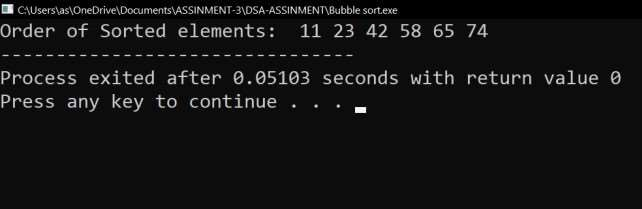 C:\Users\as\OneDrive\Documents\ASSINMENT-3\DSA-ASSINMENT\Bubble sort.exe
Order of Sorted elements:  11 23 42 58 65 74
--------------------------------
Process exited after 0.05103 seconds with return value 0
Press any key to continue . . .